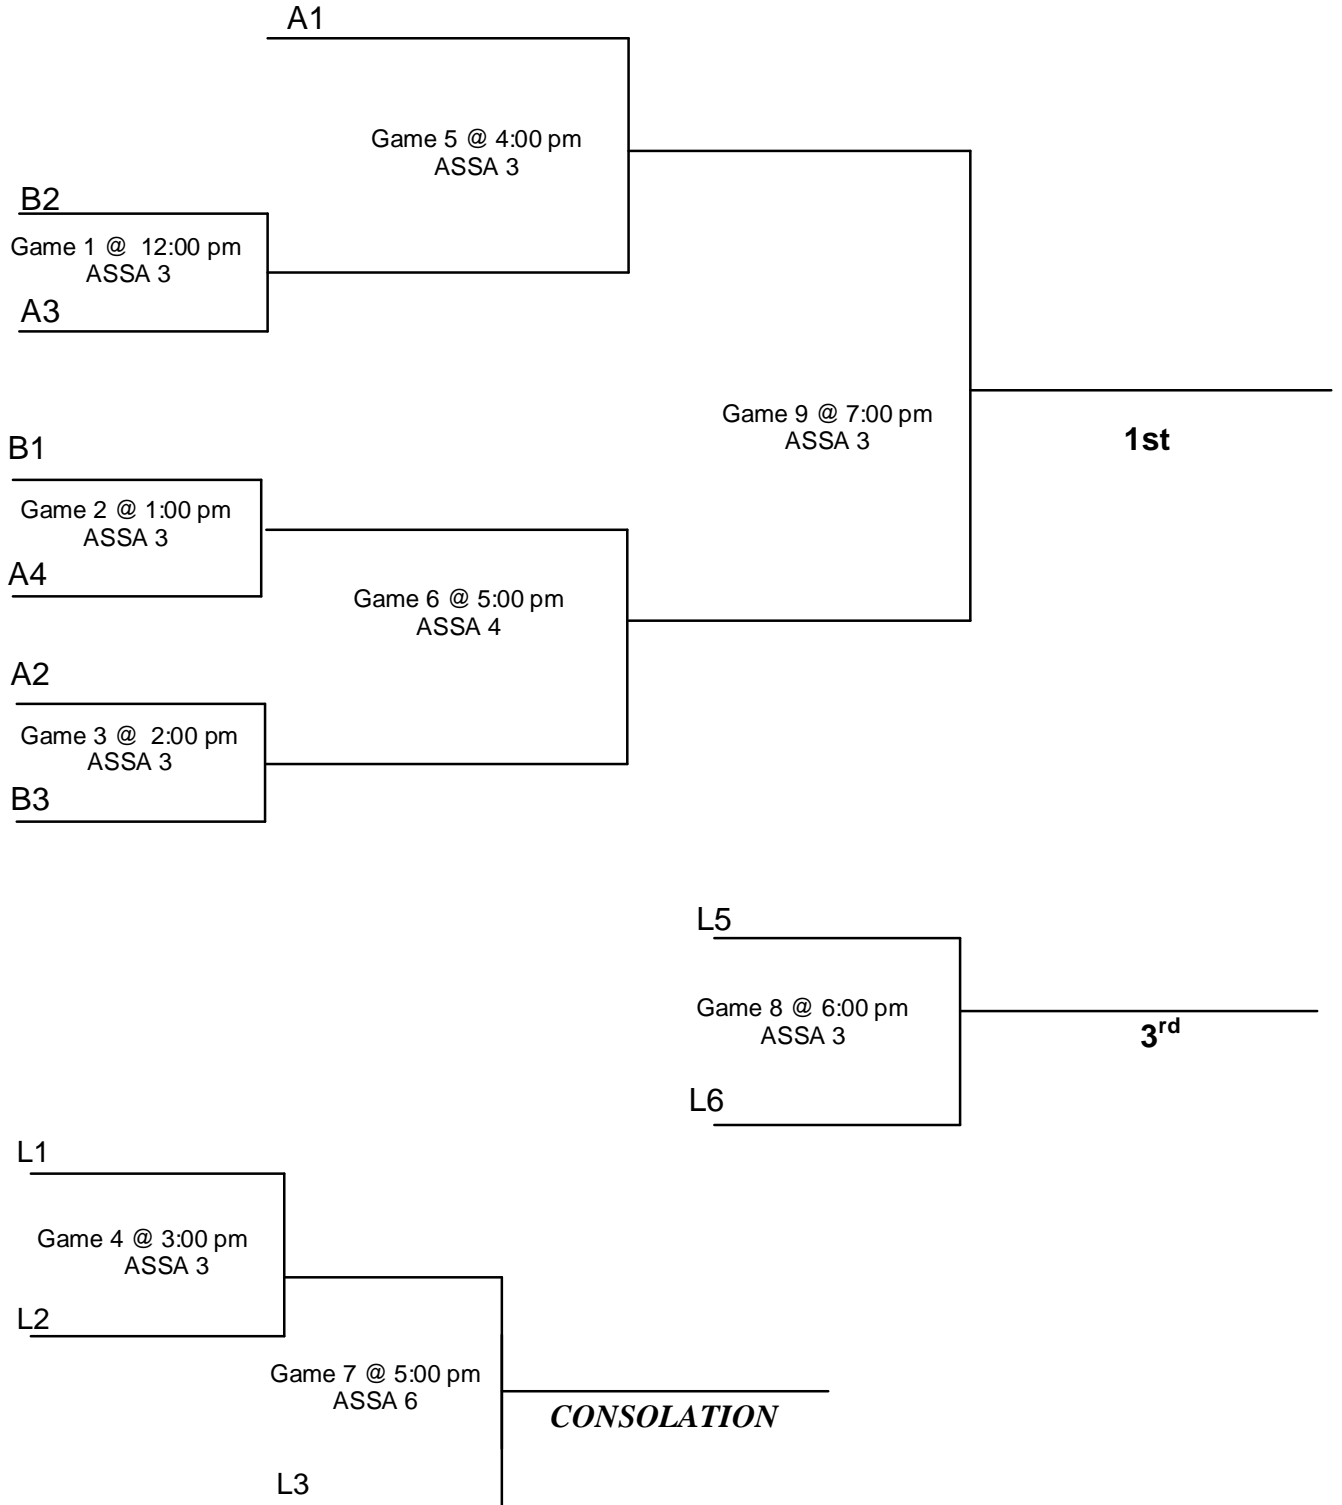 A1
Game 5 @ 4:00 pm
ASSA 3
B2
Game 1 @ 12:00 pm
ASSA 3
A3
Game 9 @ 7:00 pm
ASSA 3
1st
B1
Game 2 @ 1:00 pm
ASSA 3
A4
Game 6 @ 5:00 pm
ASSA 4
A2
Game 3 @ 2:00 pm
ASSA 3
B3
L5
Game 8 @ 6:00 pm
ASSA 3
3rd
L6
L1
Game 4 @ 3:00 pm
ASSA 3
L2
Game 7 @ 5:00 pm
ASSA 6
CONSOLATION
L3